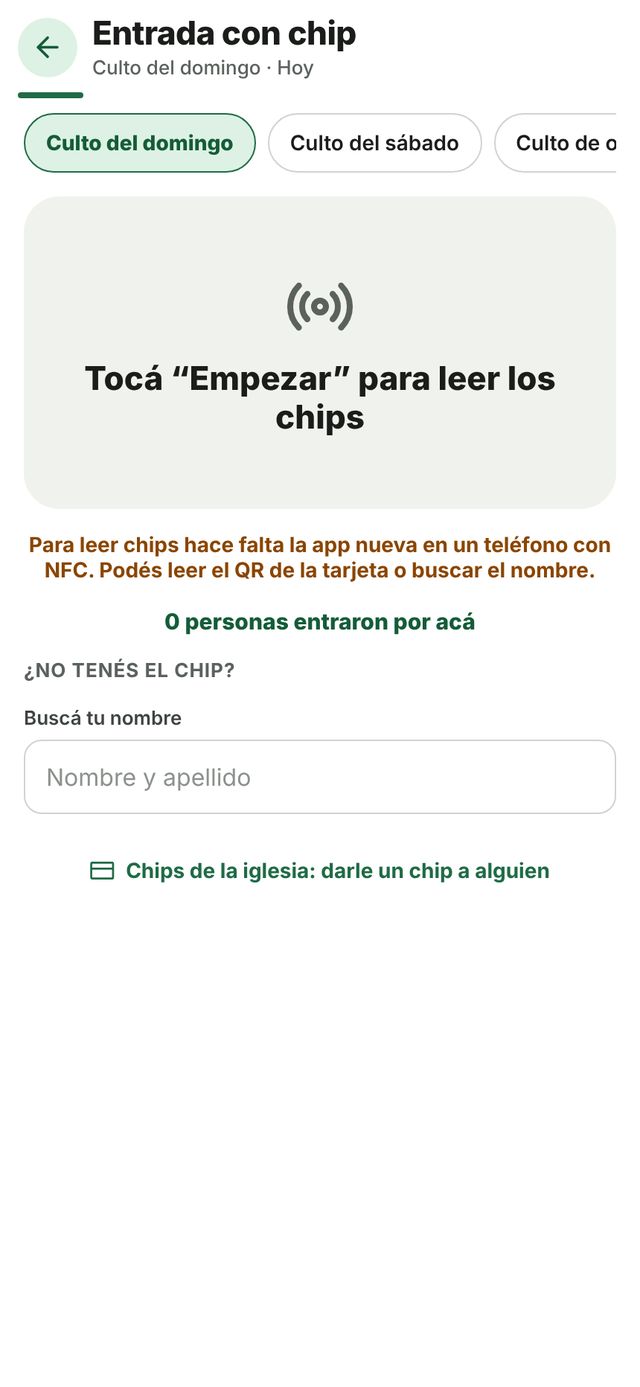 Entrada con chip
Culto del domingo · Hoy
Culto del domingo
Culto del sábado
Culto de o
Tocá “Empezar” para leer los
chips
Para leer chips hace falta la app nueva en un teléfono con
NFC. Podés leer el QR de la tarjeta o buscar el nombre.
0 personas entraron por acá
¿NO TENÉS EL CHIP?
Buscá tu nombre
Nombre y apellido
Chips de la iglesia: darle un chip a alguien